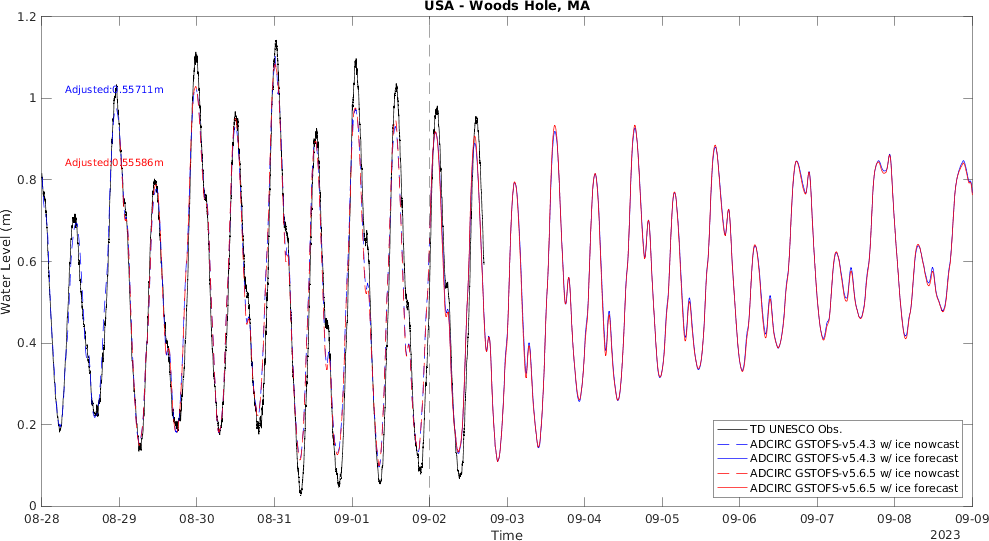 USA - Woods Hole, MA
1.2
1
0.8
0.6
0.4
0.2
0
Water Level (m)
Adjusted:0.55711m
Adjusted:0.55586m
TD UNESCO Obs.
ADCIRC GSTOFS-v5.4.3 w/ ice nowcast
ADCIRC GSTOFS-v5.4.3 w/ ice forecast
ADCIRC GSTOFS-v5.6.5 w/ ice nowcast
ADCIRC GSTOFS-v5.6.5 w/ ice forecast
08-28 08-29 08-30 08-31 09-01 09-02 09-03 09-04 09-05 09-06 09-07 09-08 09-09
Time
2023